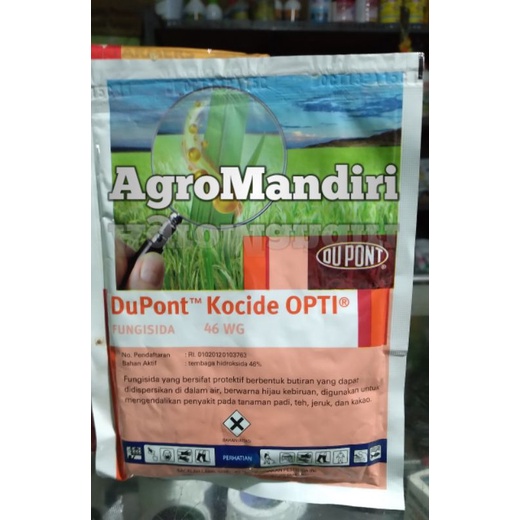 AgroMandiri
DU PONT
DuPont™ Kocide OPTI®
FUNGISIDA 46 WG
No. Pendaftaran : RI. 01020120103763
Bahan Aktif : tembaga hidroksida 46%
Fungisida yang bersifat protektif berbentuk butiran yang dapat
didispersikan di dalam air, berwarna hijau kebiruan, digunakan untuk
mengendalikan penyakit pada tanaman padi, teh, jeruk, dan kakao.
PERHATIAN